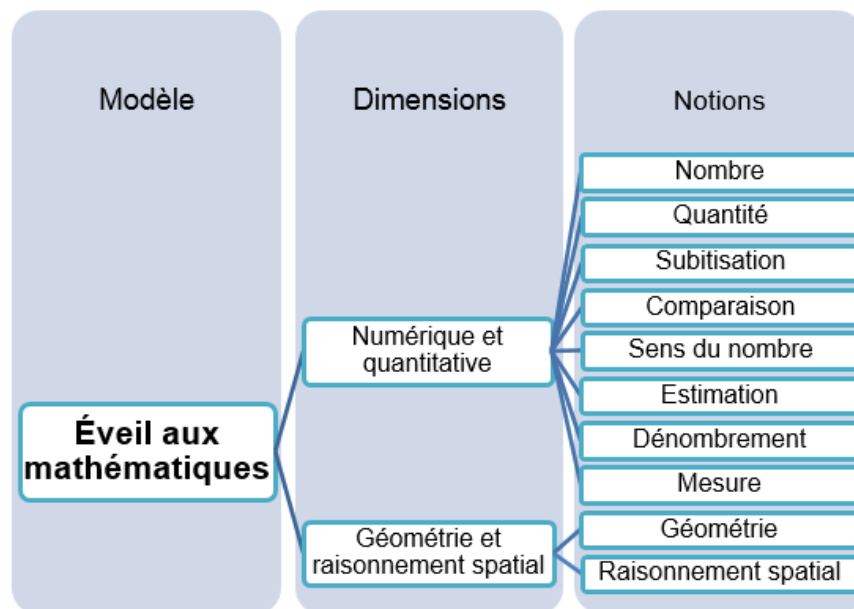 Modèle
Dimensions
Notions
Nombre
Quantité
Subitisation
Comparaison
Numérique et
quantitative
Sens du nombre
Estimation
Éveil aux
mathématiques
Dénombrement
Mesure
Géométrie et
raisonnement spatial
Géométrie
Raisonnement spatial